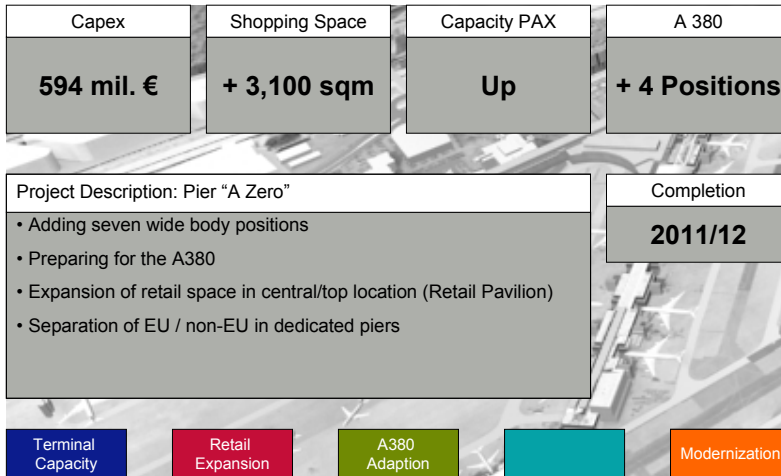 Capex
Shopping Space
Capacity PAX
A 380
594 mil. €
+ 3,100 sqm
Up
+ 4 Positions
Project Description: Pier “A Zero”
• Adding seven wide body positions
• Preparing for the A380
• Expansion of retail space in central/top location (Retail Pavilion)
• Separation of EU / non-EU in dedicated piers
Completion
2011/12
Terminal
Capacity
Retail
Expansion
A380
Adaption
Modernization